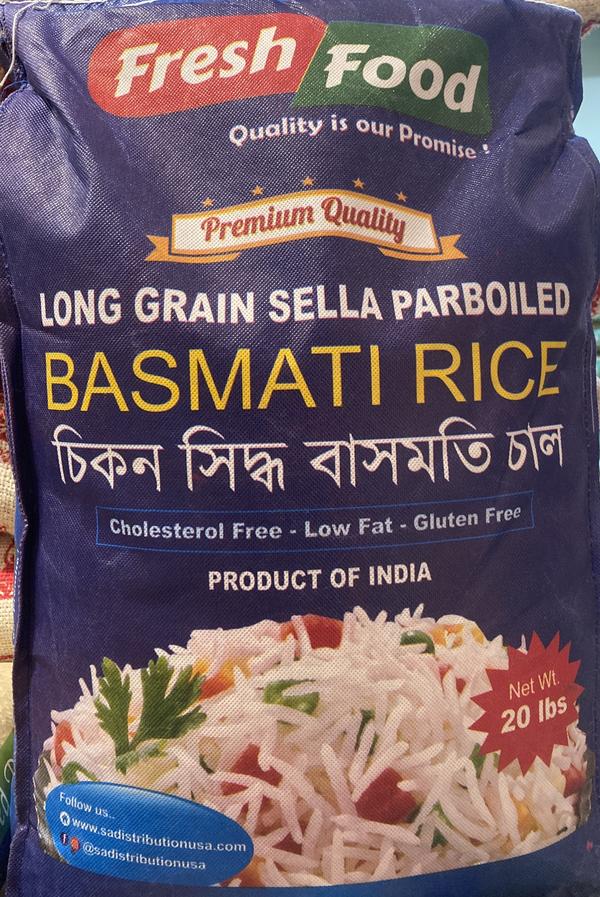 Fresh Food
Quality is our Promise !
Premium Quality
LONG GRAIN SELLA PARBOILED
BASMATI RICE
চিকন সিদ্ধ বাসমতি চাল
Cholesterol Free - Low Fat - Gluten Free
PRODUCT OF INDIA
Net Wt.
20 lbs
Follow us..
www.sadistributionusa.com
@sadistributionusa